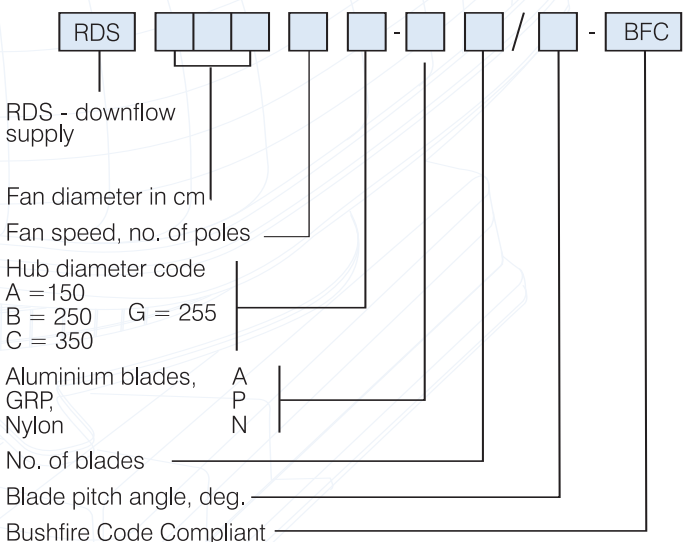 RDS - / - BFC
RDS - downflow
supply
Fan diameter in cm
Fan speed, no. of poles
Hub diameter code
A =150
B = 250 G = 255
C = 350
Aluminium blades, A
GRP, P
Nylon N
No. of blades
Blade pitch angle, deg.
Bushfire Code Compliant